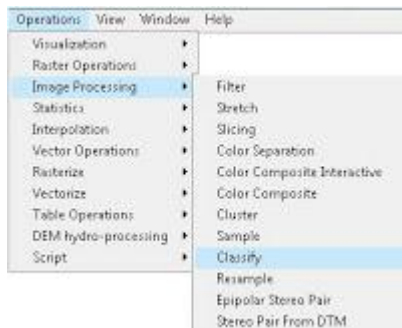 Operations View Window Help
Visualization
Raster Operations
Image Processing
Statistics
Interpolation
Vector Operations
Rasterize
Vectorize
Table Operations
DEM hydro-processing
Script
Filter
Stretch
Slicing
Color Separation
Color Composite Interactive
Color Composite
Cluster
Sample
Classify
Resample
Epipolar Stereo Pair
Stereo Pair From DTM